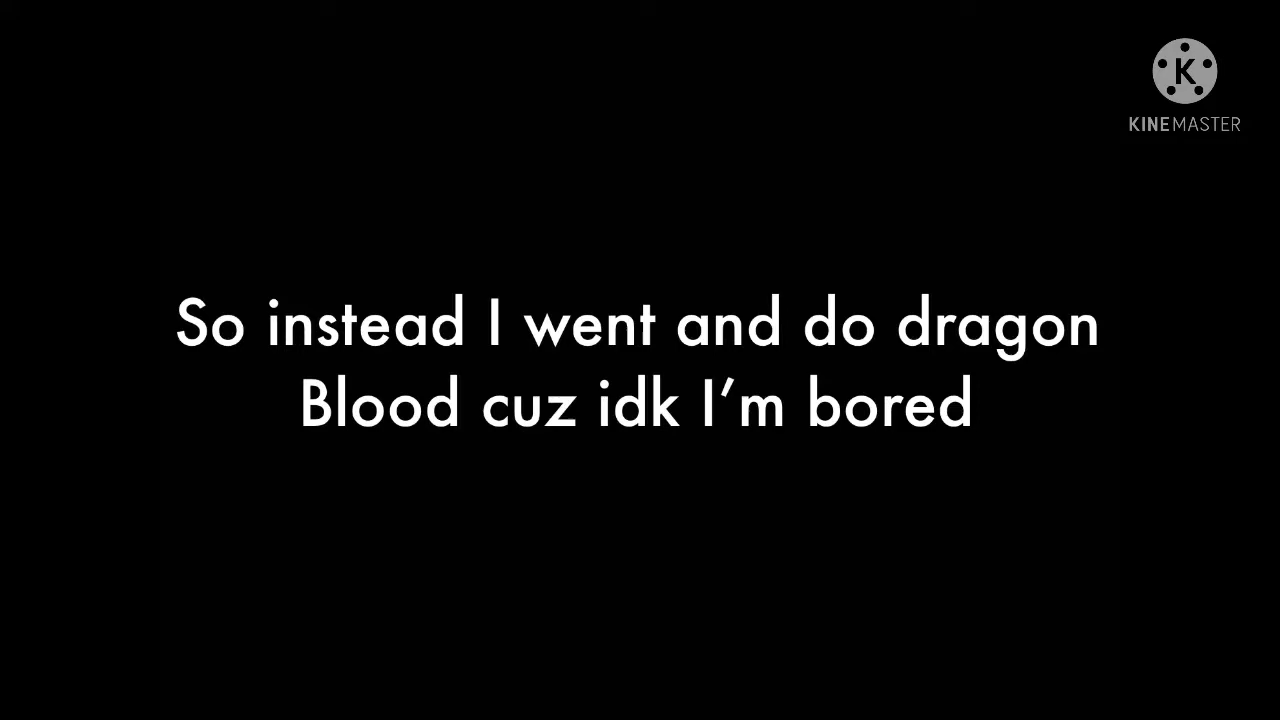 K
KINEMASTER
So instead I went and do dragon
Blood cuz idk I’m bored